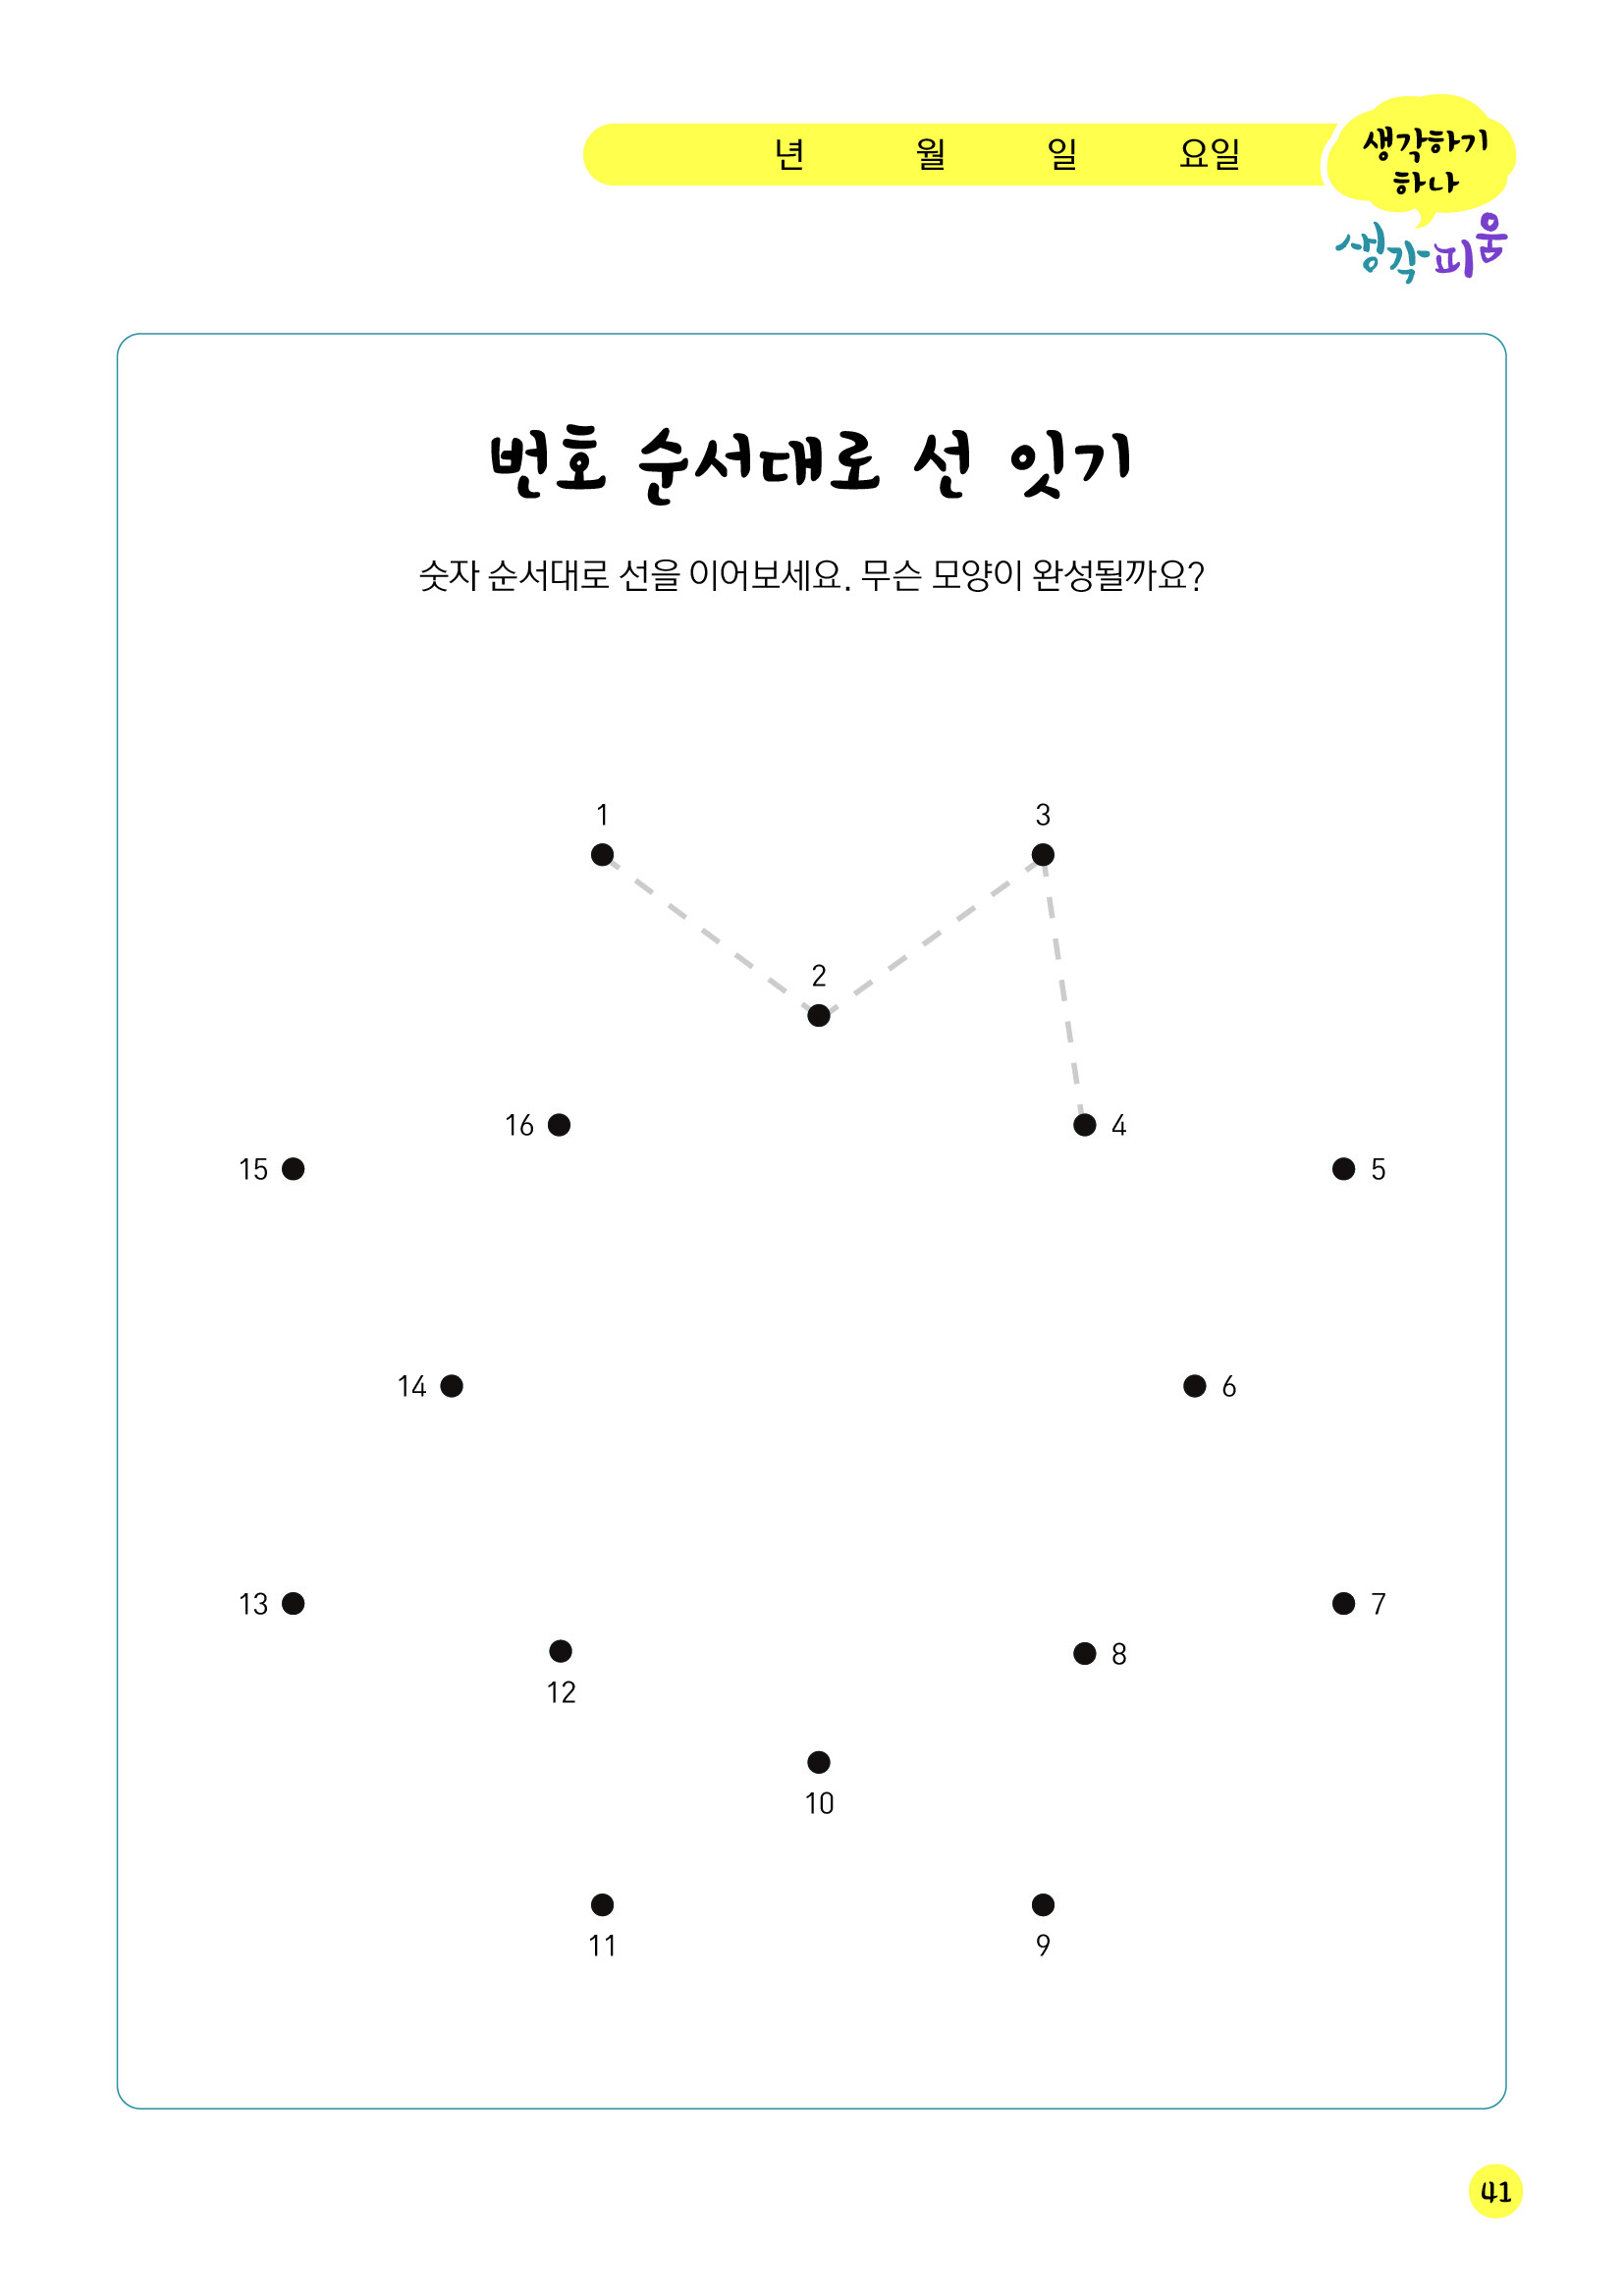 년 월 일 요일
생각하기
하나
생각피움
번호 순서대로 선 잇기
숫자 순서대로 선을 이어보세요. 무슨 모양이 완성될까요?
1 3
2
16 4
15 5
14 6
13 7
8
12
10
11 9
41